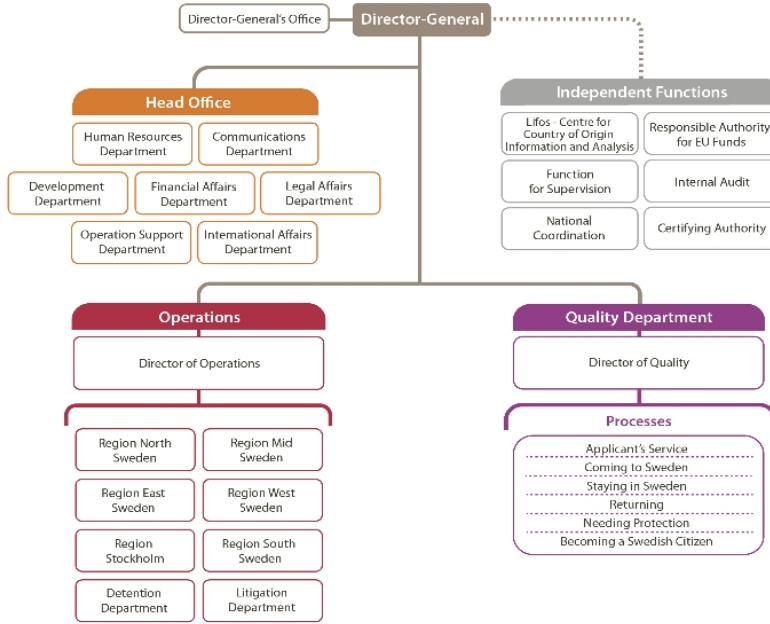 Director-General's Office
Director-General
Head Office
Human Resources
Department
Communications
Department
Development
Department
Financial Affairs
Department
Legal Affairs
Department
Operation Support
Department
International Affairs
Department
Independent Functions
Lifos - Centre for
Country of Origin
Information and Analysis
Responsible Authority
for EU Funds
Function
for Supervision
Internal Audit
National
Coordination
Certifying Authority
Operations
Director of Operations
Region North
Sweden
Region Mid
Sweden
Region East
Sweden
Region West
Sweden
Region
Stockholm
Region South
Sweden
Detention
Department
Litigation
Department
Quality Department
Director of Quality
Processes
Applicant's Service
Coming to Sweden
Staying in Sweden
Returning
Needing Protection
Becoming a Swedish Citizen